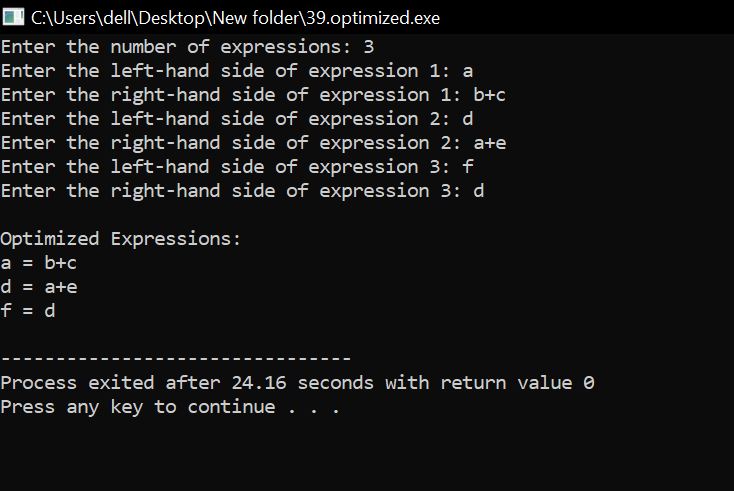 C:\Users\dell\Desktop\New folder\39.optimized.exe
Enter the number of expressions: 3
Enter the left-hand side of expression 1: a
Enter the right-hand side of expression 1: b+c
Enter the left-hand side of expression 2: d
Enter the right-hand side of expression 2: a+e
Enter the left-hand side of expression 3: f
Enter the right-hand side of expression 3: d
Optimized Expressions:
a = b+c
d = a+e
f = d
--------------------------------
Process exited after 24.16 seconds with return value 0
Press any key to continue . . .